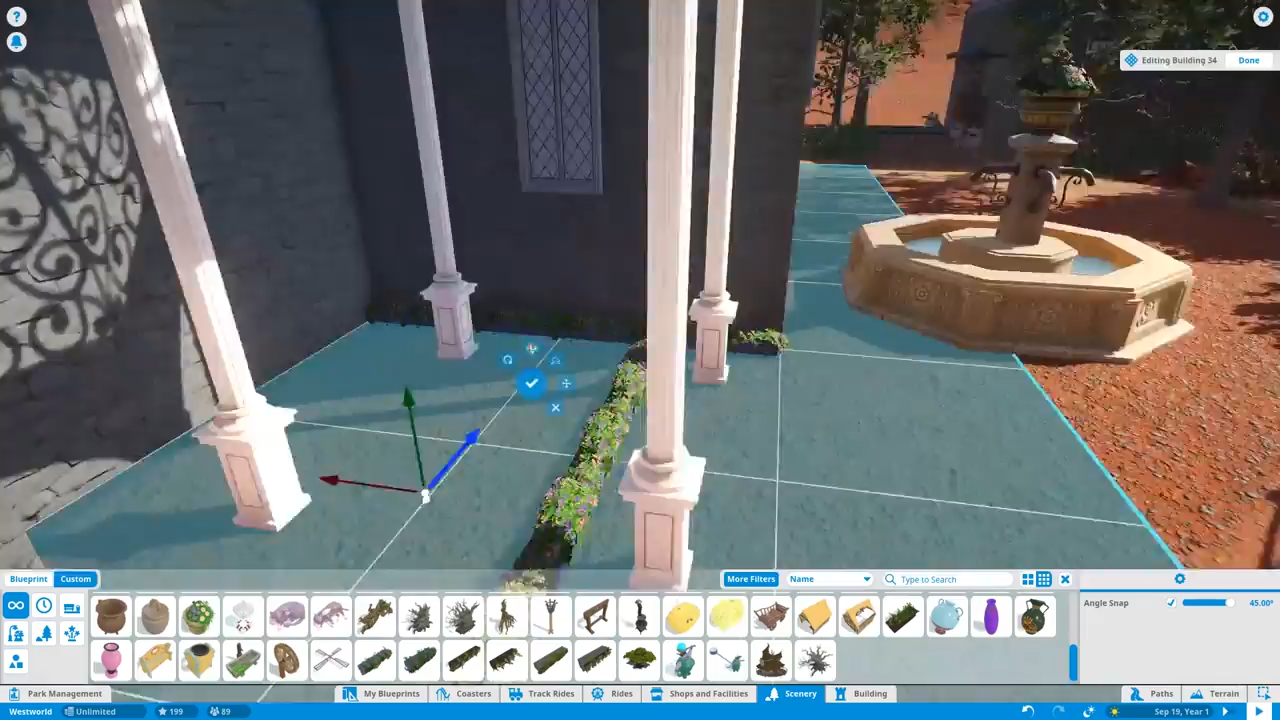 ?
Editing Building 34 Done
Blueprint Custom More Filters Name Type to Search
Angle Snap 45.00°
Park Management My Blueprints Coasters Track Rides Rides Shops and Facilities Scenery Building Paths Terrain
Westworld Unlimited 199 89 Sep 19, Year 1